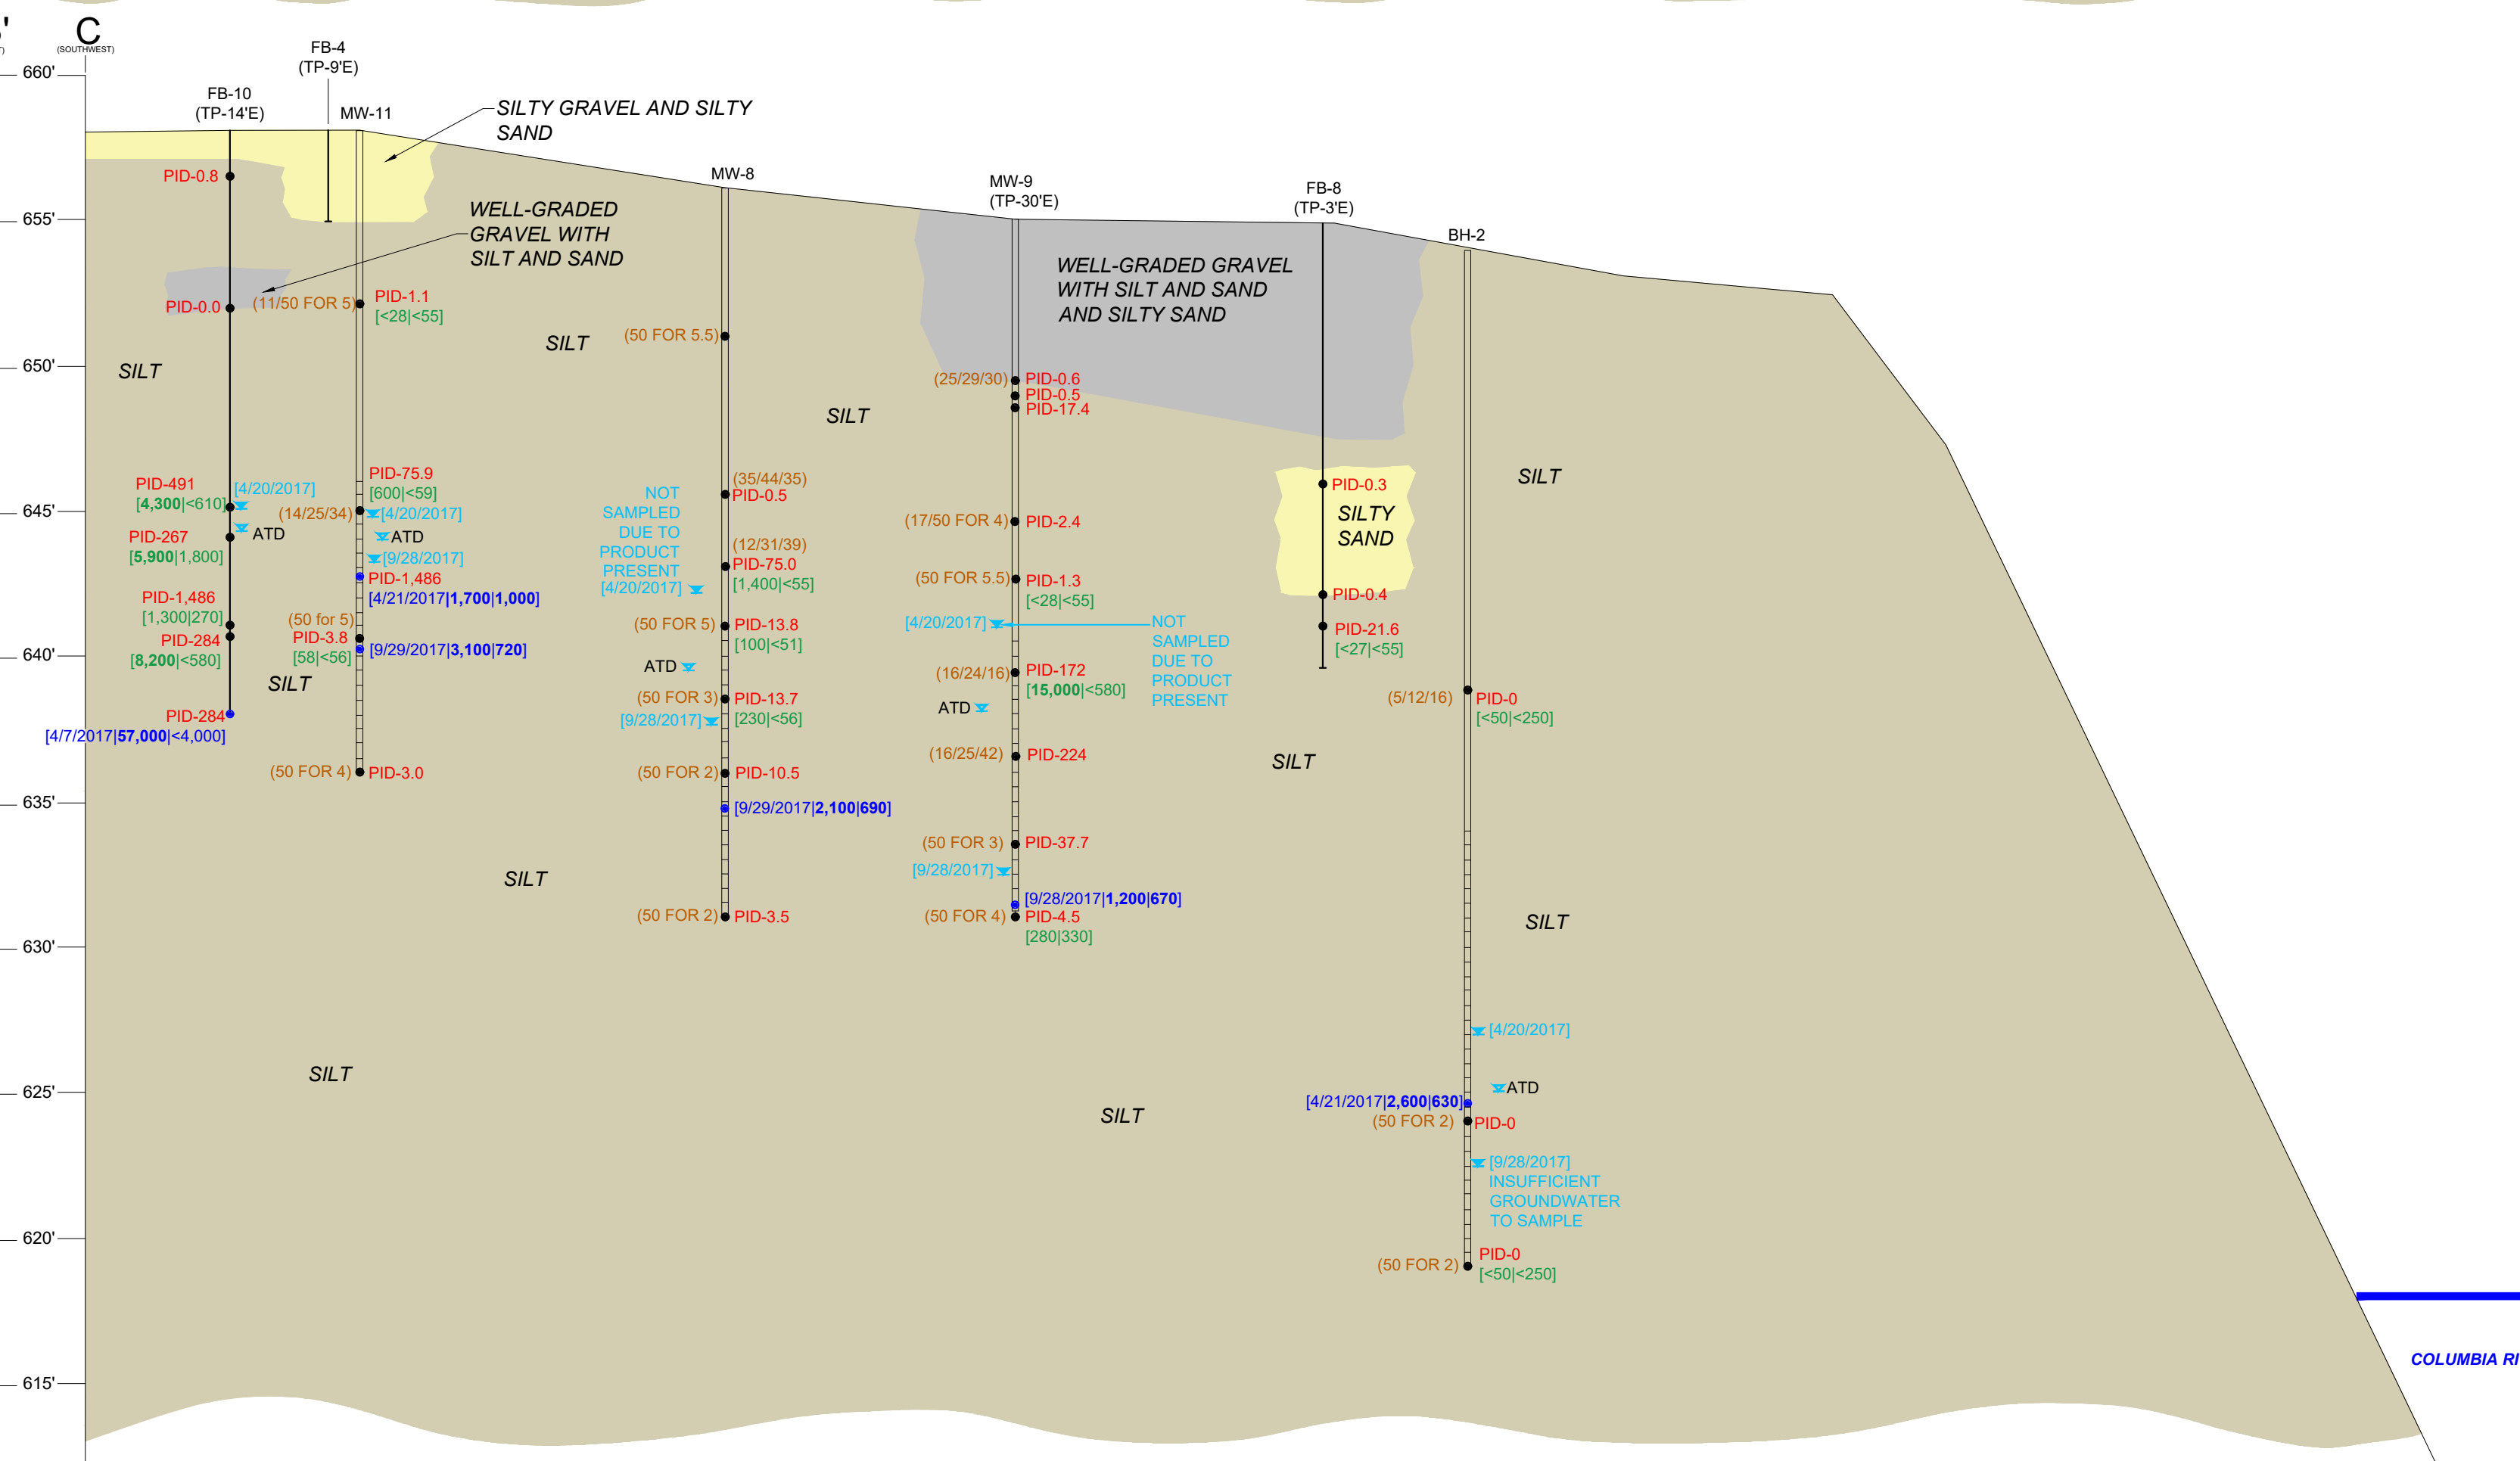 C
(SOUTHWEST)
660'
655'
650'
645'
640'
635'
630'
625'
620'
615'
FB-10
(TP-14'E)
PID-0.8
PID-0.0
PID-491
[4,300|<610]
[4/20/2017]
ATD
PID-267
[5,900|1,800]
PID-1,486
[1,300|270]
PID-284
[8,200|<580]
PID-284
[4/7/2017|57,000|<4,000]
FB-4
(TP-9'E)
MW-11
(11/50 FOR 5)
PID-1.1
[<28|<55]
PID-75.9
[600|<59]
(14/25/34)
[4/20/2017]
ATD
[9/28/2017]
PID-1,486
[4/21/2017|1,700|1,000]
(50 for 5)
PID-3.8
[58|<56]
[9/29/2017|3,100|720]
(50 FOR 4)
PID-3.0
SILTY GRAVEL AND SILTY
SAND
WELL-GRADED
GRAVEL WITH
SILT AND SAND
SILT
SILT
SILT
SILT
SILT
SILT
MW-8
(50 FOR 5.5)
(35/44/35)
PID-0.5
NOT
SAMPLED
DUE TO
PRODUCT
PRESENT
[4/20/2017]
(12/31/39)
PID-75.0
[1,400|<55]
(50 FOR 5)
PID-13.8
[100|<51]
ATD
(50 FOR 3)
PID-13.7
[230|<56]
[9/28/2017]
(50 FOR 2)
PID-10.5
[9/29/2017|2,100|690]
(50 FOR 2)
PID-3.5
MW-9
(TP-30'E)
WELL-GRADED GRAVEL
WITH SILT AND SAND
AND SILTY SAND
(25/29/30)
PID-0.6
PID-0.5
PID-17.4
(17/50 FOR 4)
PID-2.4
(50 FOR 5.5)
PID-1.3
[<28|<55]
[4/20/2017]
NOT
SAMPLED
DUE TO
PRODUCT
PRESENT
(16/24/16)
PID-172
[15,000|<580]
ATD
(16/25/42)
PID-224
(50 FOR 3)
PID-37.7
[9/28/2017]
[9/28/2017|1,200|670]
(50 FOR 4)
PID-4.5
[280|330]
FB-8
(TP-3'E)
PID-0.3
SILTY
SAND
PID-0.4
PID-21.6
[<27|<55]
SILT
SILT
BH-2
SILT
SILT
(5/12/16)
PID-0
[<50|<250]
[4/20/2017]
ATD
[4/21/2017|2,600|630]
(50 FOR 2)
PID-0
[9/28/2017]
INSUFFICIENT
GROUNDWATER
TO SAMPLE
(50 FOR 2)
PID-0
[<50|<250]
COLUMBIA RI